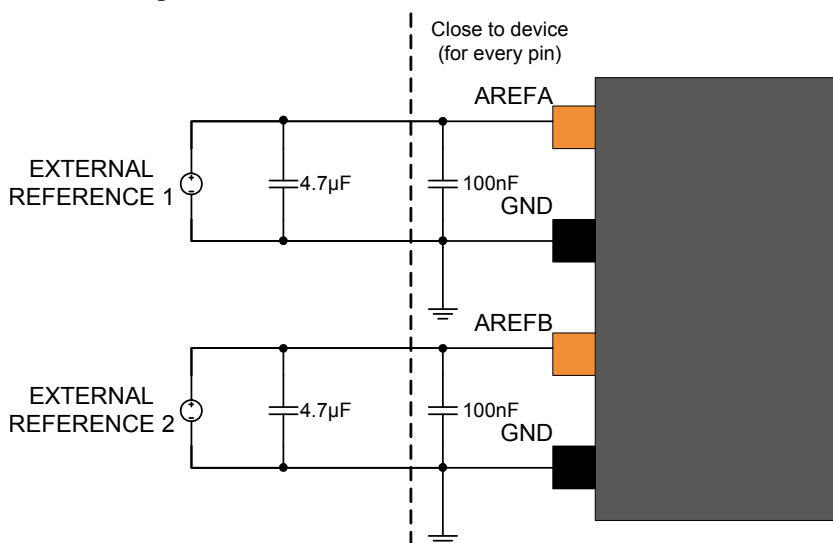 Close to device
(for every pin)
AREFA
EXTERNAL
REFERENCE 1
4.7µF
100nF
GND
AREFB
EXTERNAL
REFERENCE 2
4.7µF
100nF
GND